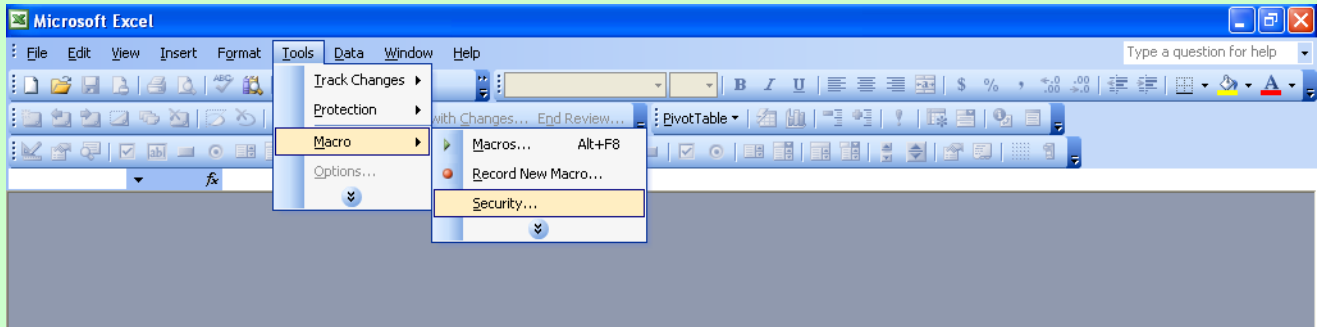 Microsoft Excel
File Edit View Insert Format Tools Data Window Help Type a question for help
Track Changes
B I U $ % ,
Protection
with Changes... End Review... PivotTable
Macro
Macros... Alt+F8
Options...
fx
Record New Macro...
Security...